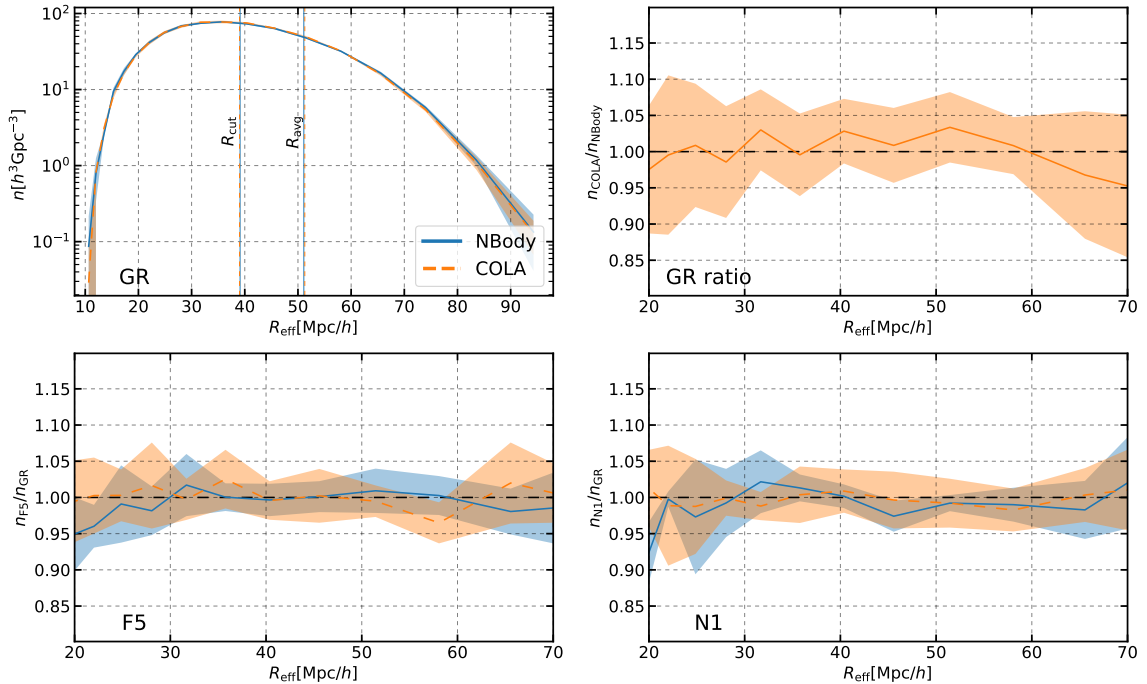 n[h³Gpc⁻³]
10²
10¹
10⁰
10⁻¹
R_cut
R_avg
NBody
COLA
GR
10 20 30 40 50 60 70 80 90
R_eff[Mpc/h]
n_COLA/n_NBody
1.15
1.10
1.05
1.00
0.95
0.90
0.85
GR ratio
20 30 40 50 60 70
R_eff[Mpc/h]
n_F5/n_GR
1.15
1.10
1.05
1.00
0.95
0.90
0.85
F5
20 30 40 50 60 70
R_eff[Mpc/h]
n_N1/n_GR
1.15
1.10
1.05
1.00
0.95
0.90
0.85
N1
20 30 40 50 60 70
R_eff[Mpc/h]